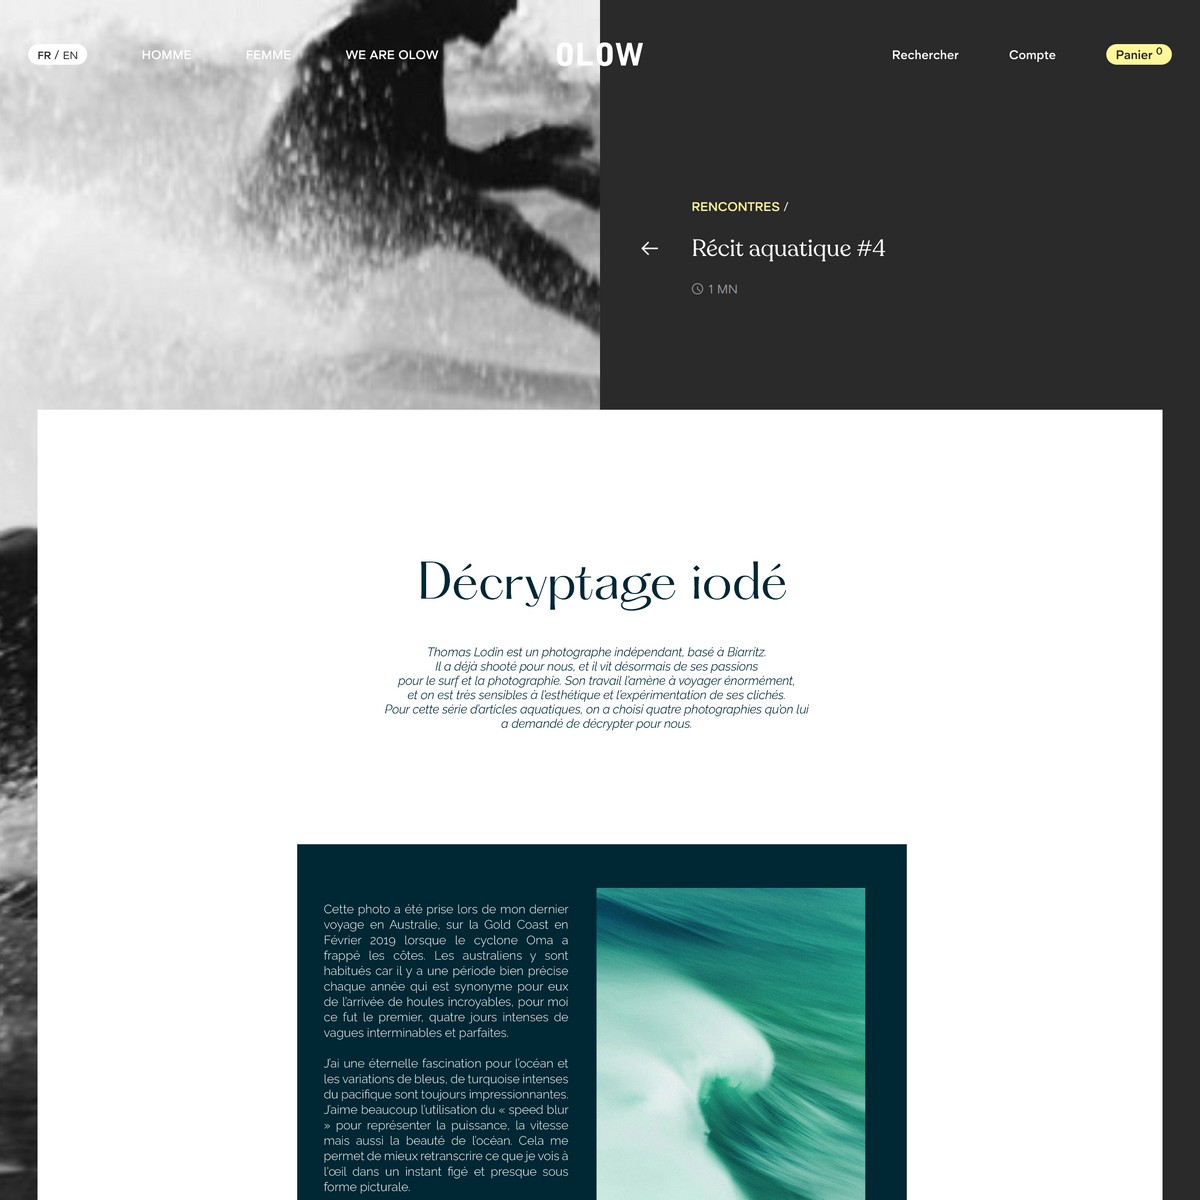 FR / EN
HOMME
FEMME
WE ARE OLOW
OLOW
Rechercher
Compte
Panier 0
RENCONTRES /
Récit aquatique #4
1 MN
Décryptage iodé
Thomas Lodin est un photographe indépendant, basé à Biarritz.
Il a déjà shooté pour nous, et il vit désormais de ses passions
pour le surf et la photographie. Son travail l'amène à voyager énormément,
et on est très sensibles à l'esthétique et l'expérimentation de ses clichés.
Pour cette série d'articles aquatiques, on a choisi quatre photographies qu'on lui
a demandé de décrypter pour nous.
Cette photo a été prise lors de mon dernier
voyage en Australie, sur la Gold Coast en
Février 2019 lorsque le cyclone Oma a
frappé les côtes. Les australiens y sont
habitués car il y a une période bien précise
chaque année qui est synonyme pour eux
de l'arrivée de houles incroyables, pour moi
ce fut le premier, quatre jours intenses de
vagues interminables et parfaites.
J'ai une éternelle fascination pour l'océan et
les variations de bleus, de turquoise intenses
du pacifique sont toujours impressionnantes.
J'aime beaucoup l'utilisation du « speed blur
» pour représenter la puissance, la vitesse
mais aussi la beauté de l'océan. Cela me
permet de mieux retranscrire ce que je vois à
l'œil dans un instant figé et presque sous
forme picturale.